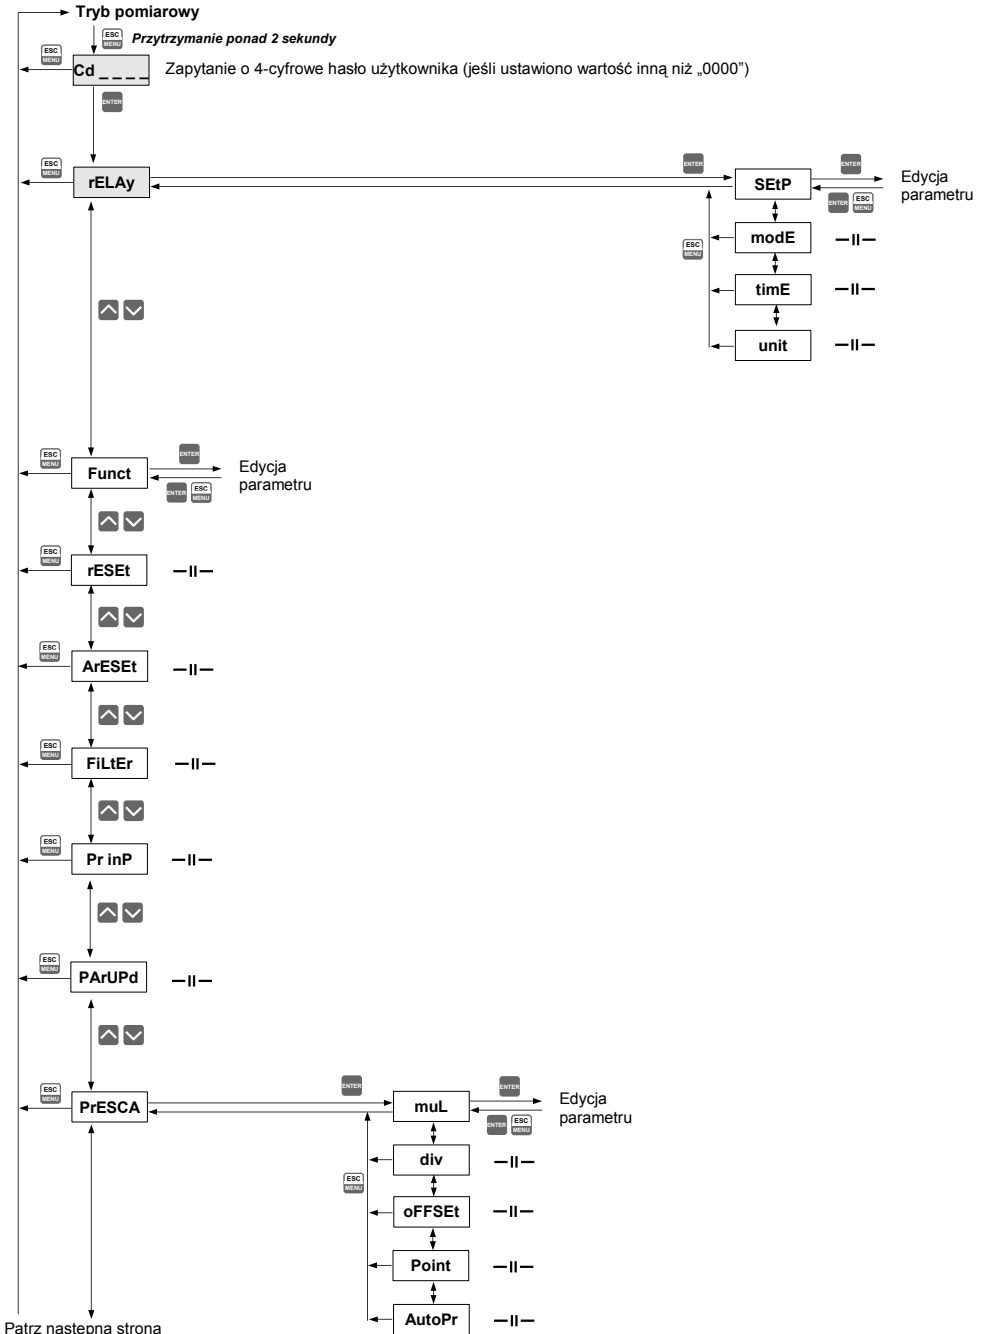 Tryb pomiarowy
ESC MENU
Przytrzymanie ponad 2 sekundy
ESC MENU
Cd _ _ _ _
Zapytanie o 4-cyfrowe hasło użytkownika (jeśli ustawiono wartość inną niż „0000”)
ENTER
ESC MENU
rELAy
ENTER
SEtP
ENTER
ENTER
ESC MENU
Edycja
parametru
ESC MENU
modE
—II—
timE
—II—
unit
—II—
ESC MENU
Funct
ENTER
ENTER
ESC MENU
Edycja
parametru
ESC MENU
rESEt
—II—
ESC MENU
ArESEt
—II—
ESC MENU
FiLtEr
—II—
ESC MENU
Pr inP
—II—
ESC MENU
PArUPd
—II—
ESC MENU
PrESCA
ENTER
muL
ENTER
ENTER
ESC MENU
Edycja
parametru
ESC MENU
div
—II—
oFFSEt
—II—
Point
—II—
AutoPr
—II—
Patrz następna strona